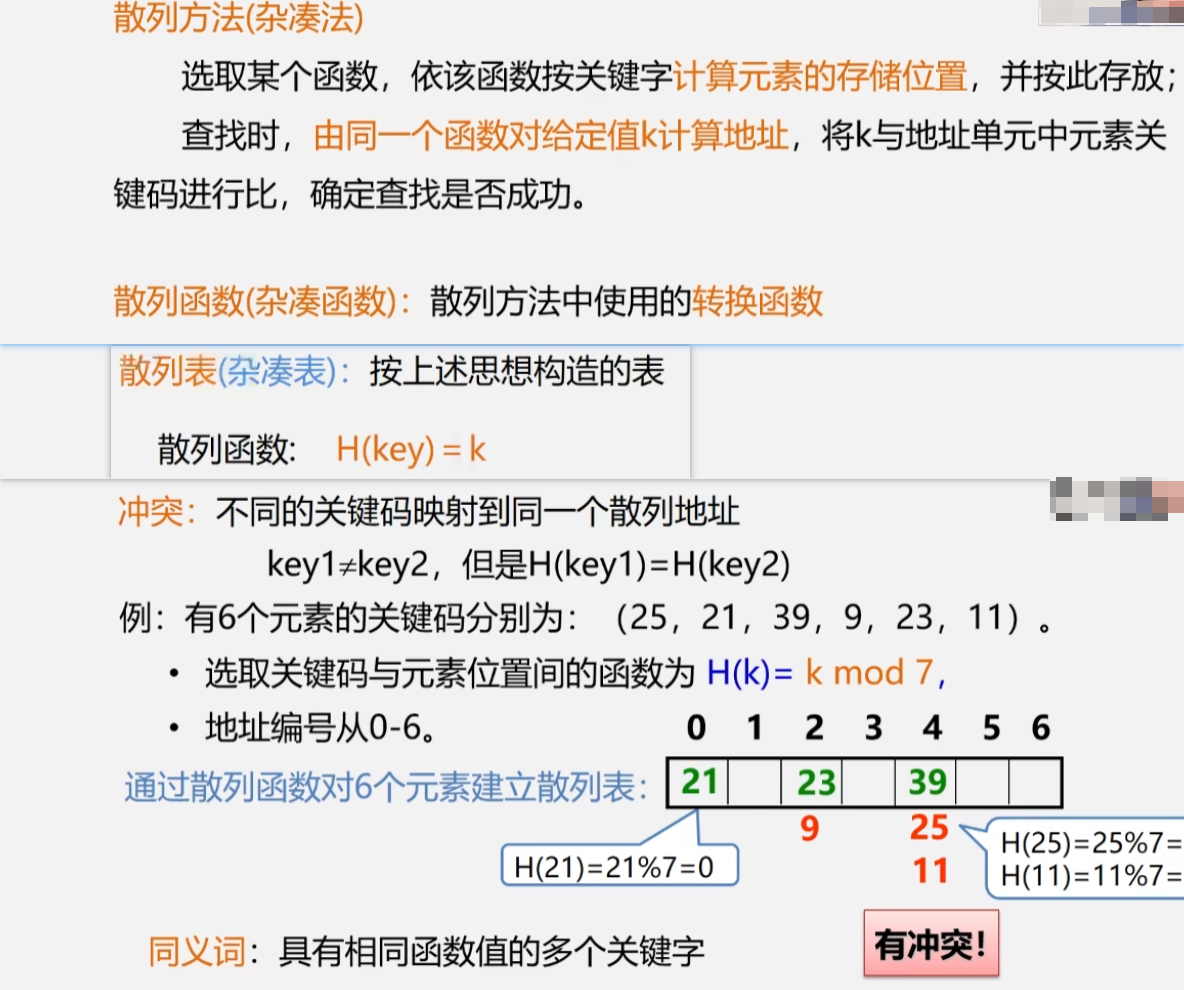 散列方法(杂凑法)
选取某个函数，依该函数按关键字计算元素的存储位置，并按此存放；
查找时，由同一个函数对给定值k计算地址，将k与地址单元中元素关
键码进行比，确定查找是否成功。
散列函数(杂凑函数)：散列方法中使用的转换函数
散列表(杂凑表)：按上述思想构造的表
散列函数: H(key) = k
冲突：不同的关键码映射到同一个散列地址
key1≠key2，但是H(key1)=H(key2)
例：有6个元素的关键码分别为：（25，21，39，9，23，11）。
• 选取关键码与元素位置间的函数为 H(k)= k mod 7,
• 地址编号从0-6。
0 1 2 3 4 5 6
通过散列函数对6个元素建立散列表：
21 23 39
9 25
11
H(21)=21%7=0
H(25)=25%7=
H(11)=11%7=
同义词：具有相同函数值的多个关键字
有冲突!